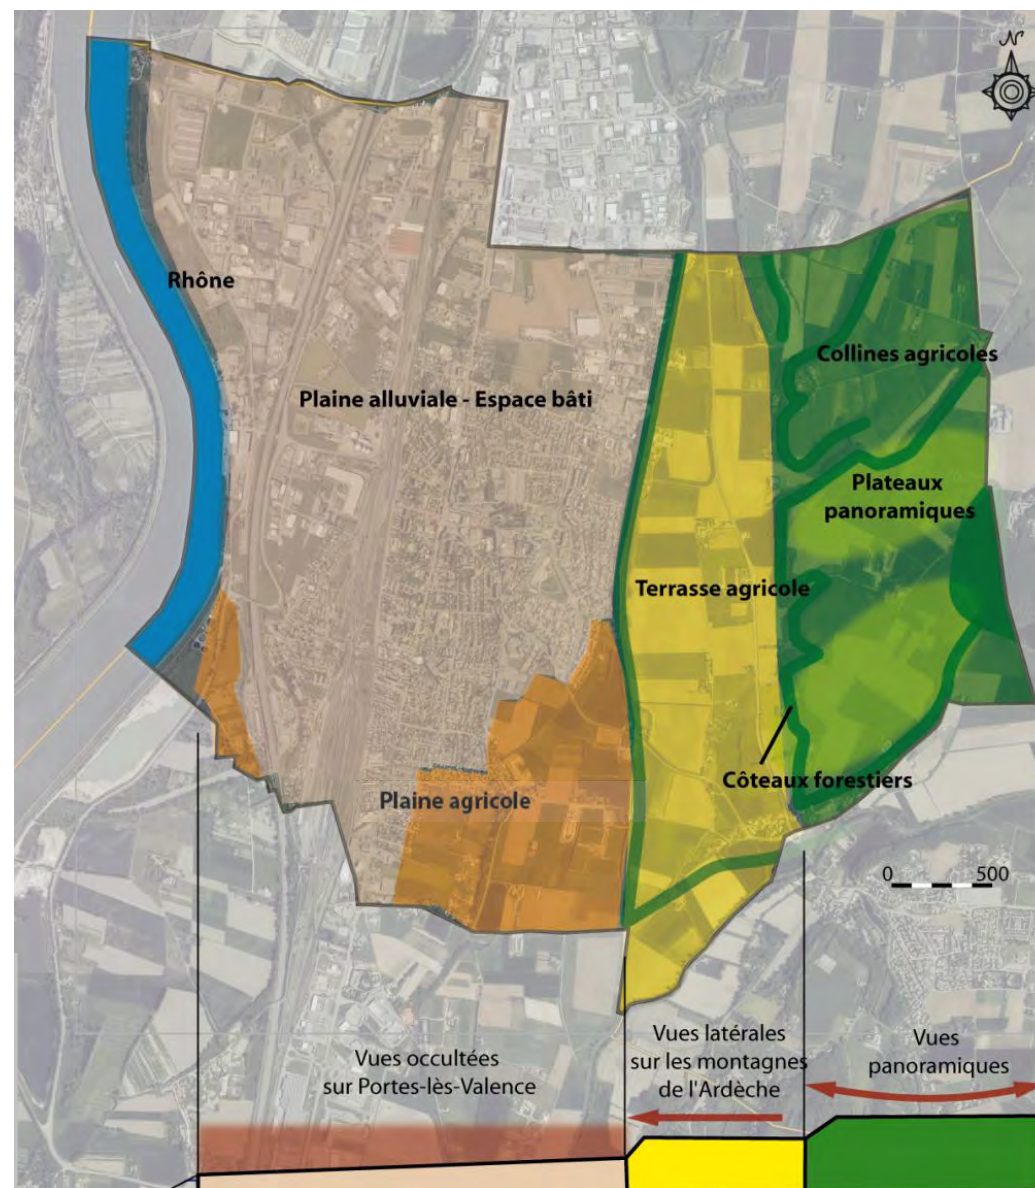 N
Rhône
Collines agricoles
Plaine alluviale - Espace bâti
Plateaux
panoramiques
Terrasse agricole
Côteaux forestiers
Plaine agricole
0 500
Vues occultées
sur Portes-lès-Valence
Vues latérales
sur les montagnes
de l'Ardèche
Vues
panoramiques